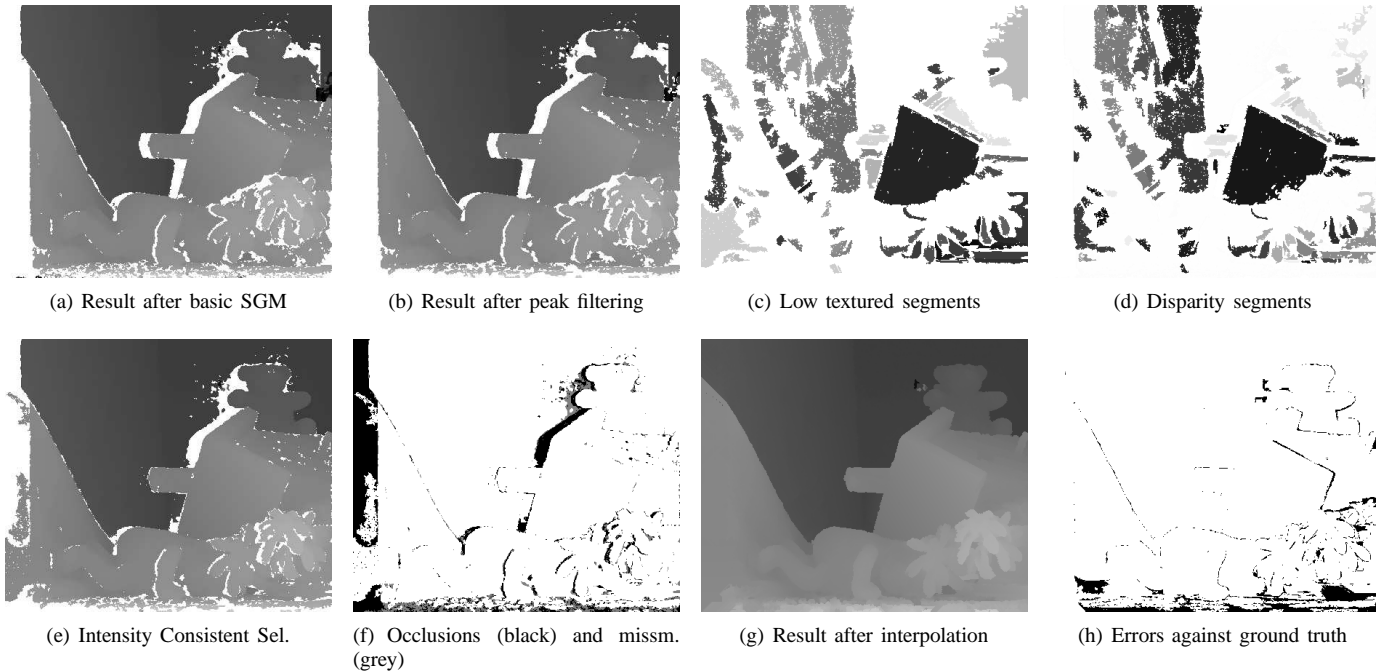 (a) Result after basic SGM
(b) Result after peak filtering
(c) Low textured segments
(d) Disparity segments
(e) Intensity Consistent Sel.
(f) Occlusions (black) and missm.
(grey)
(g) Result after interpolation
(h) Errors against ground truth